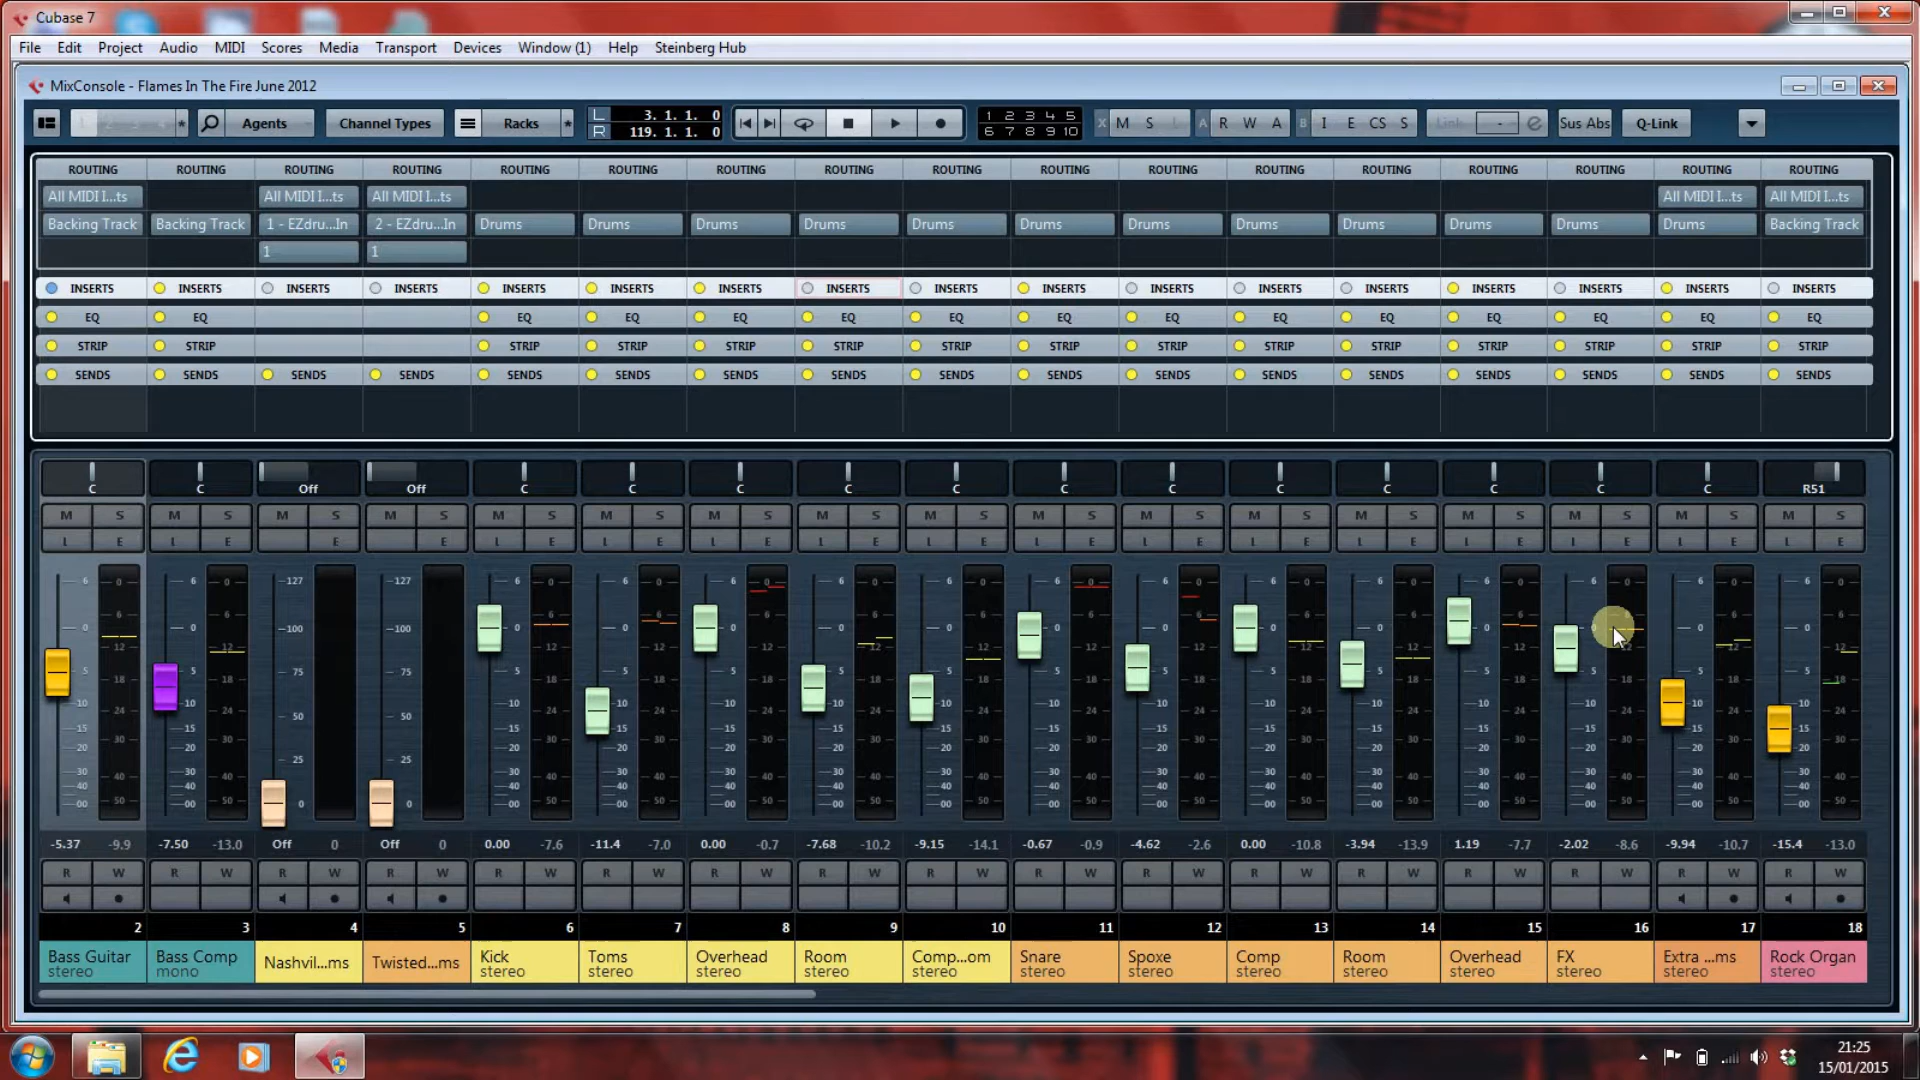 Cubase 7
File Edit Project Audio MIDI Scores Media Transport Devices Window (1) Help Steinberg Hub
MixConsole - Flames In The Fire June 2012
Agents Channel Types Racks L 3. 1. 1. 0 1 2 3 4 5 M S R W A I E CS S Sus Abs Q-Link
R 119. 1. 1. 0 6 7 8 9 10
ROUTING ROUTING ROUTING ROUTING ROUTING ROUTING ROUTING ROUTING ROUTING ROUTING ROUTING ROUTING ROUTING ROUTING ROUTING ROUTING ROUTING
All MIDI I...ts All MIDI I...ts All MIDI I...ts All MIDI I...ts All MIDI I...ts
Backing Track Backing Track 1 - EZdru...In 2 - EZdru...In Drums Drums Drums Drums Drums Drums Drums Drums Drums Drums Drums Drums Backing Track
1 1
INSERTS INSERTS INSERTS INSERTS INSERTS INSERTS INSERTS INSERTS INSERTS INSERTS INSERTS INSERTS INSERTS INSERTS INSERTS INSERTS INSERTS
EQ EQ EQ EQ EQ EQ EQ EQ EQ EQ EQ EQ EQ EQ EQ
STRIP STRIP STRIP STRIP STRIP STRIP STRIP STRIP STRIP STRIP STRIP STRIP STRIP STRIP STRIP
SENDS SENDS SENDS SENDS SENDS SENDS SENDS SENDS SENDS SENDS SENDS SENDS SENDS SENDS SENDS SENDS SENDS
C C Off Off C C C C C C C C C C C C R51
M S M S M S M S M S M S M S M S M S M S M S M S M S M S M S M S M S
L E L E E E L E L E L E L E L E L E L E L E L E L E L E L E L E
-5.37 -9.9 -7.50 -13.0 Off 0 Off 0 0.00 -7.6 -11.4 -7.0 0.00 -0.7 -7.68 -10.2 -9.15 -14.1 -0.67 -0.9 -4.62 -2.6 0.00 -10.8 -3.94 -13.9 1.19 -7.7 -2.02 -8.6 -9.94 -10.7 -15.4 -13.0
R W R W R W R W R W R W R W R W R W R W R W R W R W R W R W R W R W
2 3 4 5 6 7 8 9 10 11 12 13 14 15 16 17 18
Bass Guitar Bass Comp Nashvil...ms Twisted...ms Kick Toms Overhead Room Comp...om Snare Spoxe Comp Room Overhead FX Extra ...ms Rock Organ
stereo mono stereo stereo stereo stereo stereo stereo stereo stereo stereo stereo stereo stereo stereo
21:25
15/01/2015